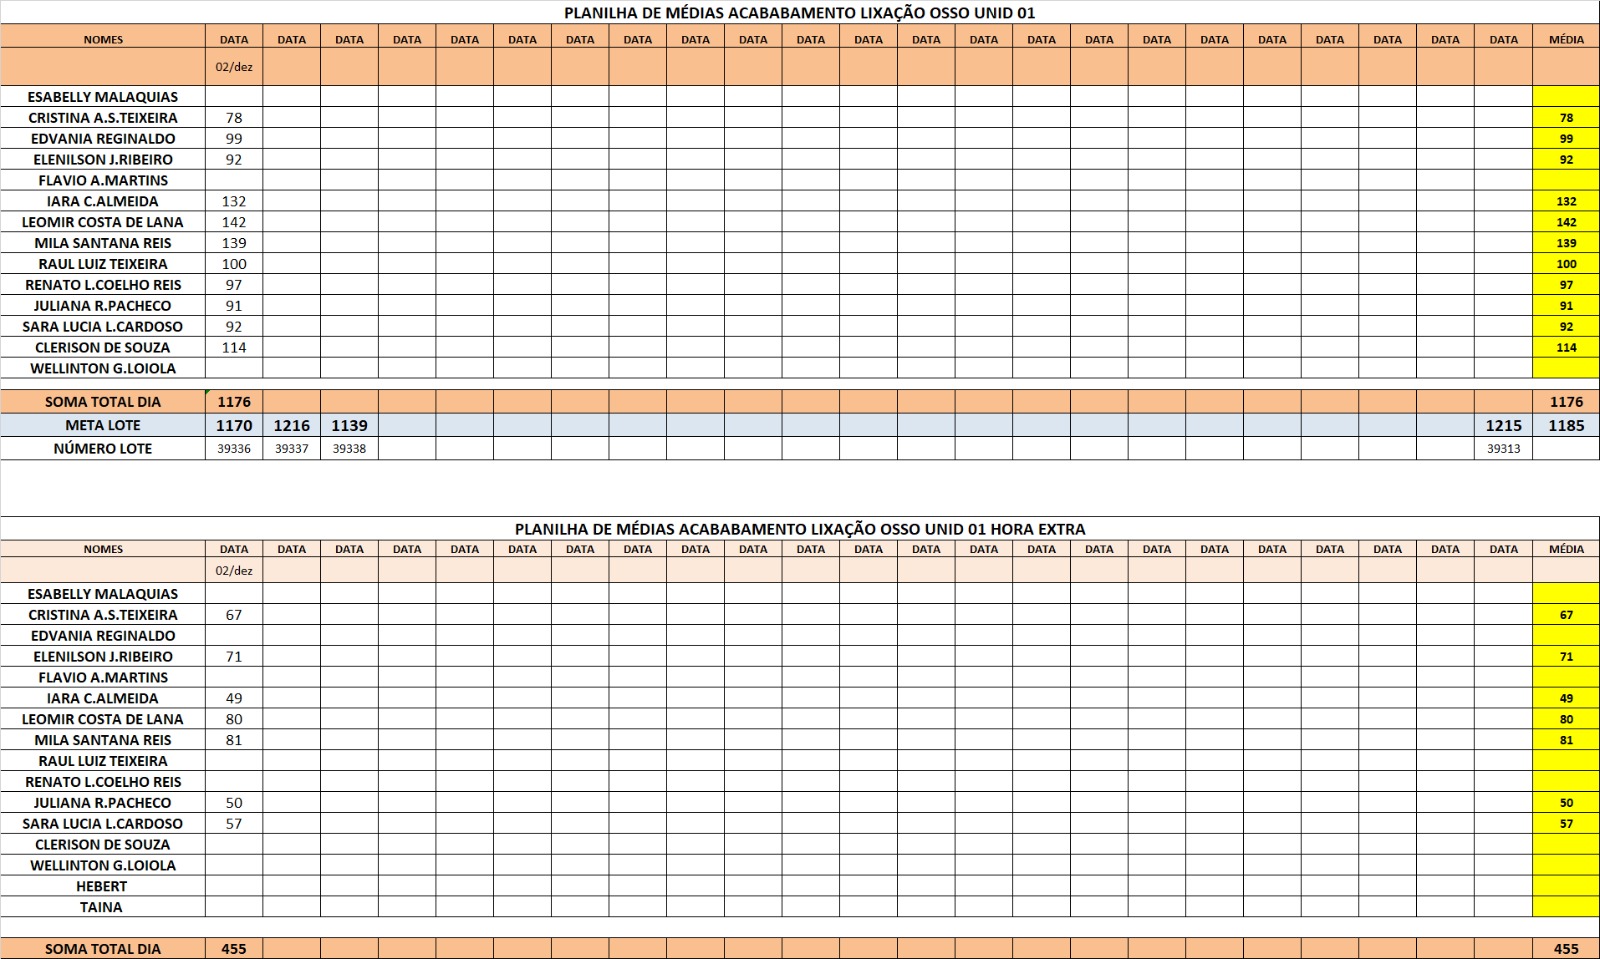 PLANILHA DE MÉDIAS ACABABAMENTO LIXAÇÃO OSSO UNID 01
NOMES DATA DATA DATA DATA DATA DATA DATA DATA DATA DATA DATA DATA DATA DATA DATA DATA DATA DATA DATA DATA DATA DATA DATA MÉDIA
02/dez
ESABELLY MALAQUIAS
CRISTINA A.S.TEIXEIRA 78 78
EDVANIA REGINALDO 99 99
ELENILSON J.RIBEIRO 92 92
FLAVIO A.MARTINS
IARA C.ALMEIDA 132 132
LEOMIR COSTA DE LANA 142 142
MILA SANTANA REIS 139 139
RAUL LUIZ TEIXEIRA 100 100
RENATO L.COELHO REIS 97 97
JULIANA R.PACHECO 91 91
SARA LUCIA L.CARDOSO 92 92
CLERISON DE SOUZA 114 114
WELLINTON G.LOIOLA
SOMA TOTAL DIA 1176 1176
META LOTE 1170 1216 1139 1215 1185
NÚMERO LOTE 39336 39337 39338 39313
PLANILHA DE MÉDIAS ACABABAMENTO LIXAÇÃO OSSO UNID 01 HORA EXTRA
NOMES DATA DATA DATA DATA DATA DATA DATA DATA DATA DATA DATA DATA DATA DATA DATA DATA DATA DATA DATA DATA DATA DATA DATA MÉDIA
02/dez
ESABELLY MALAQUIAS
CRISTINA A.S.TEIXEIRA 67 67
EDVANIA REGINALDO
ELENILSON J.RIBEIRO 71 71
FLAVIO A.MARTINS
IARA C.ALMEIDA 49 49
LEOMIR COSTA DE LANA 80 80
MILA SANTANA REIS 81 81
RAUL LUIZ TEIXEIRA
RENATO L.COELHO REIS
JULIANA R.PACHECO 50 50
SARA LUCIA L.CARDOSO 57 57
CLERISON DE SOUZA
WELLINTON G.LOIOLA
HEBERT
TAINA
SOMA TOTAL DIA 455 455